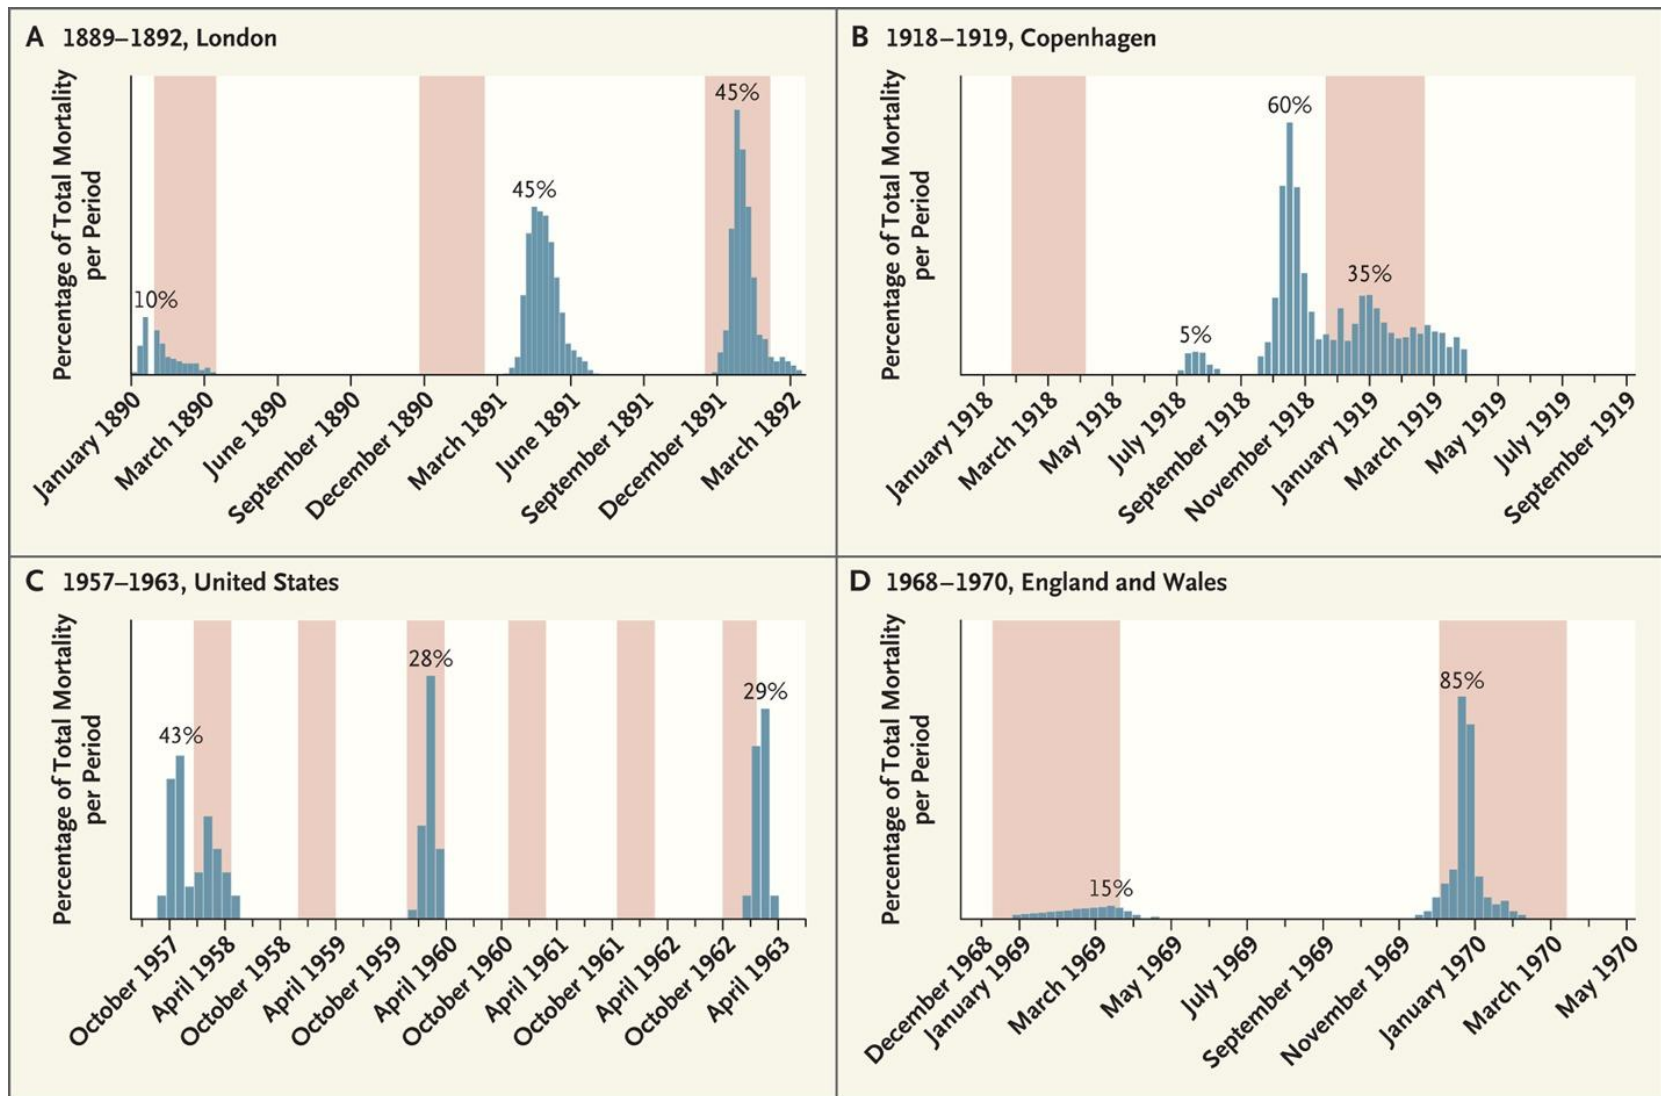 A 1889–1892, London
Percentage of Total Mortality
per Period
10%
45%
45%
January 1890
March 1890
June 1890
September 1890
December 1890
March 1891
June 1891
September 1891
December 1891
March 1892
B 1918–1919, Copenhagen
Percentage of Total Mortality
per Period
5%
60%
35%
January 1918
March 1918
May 1918
July 1918
September 1918
November 1918
January 1919
March 1919
May 1919
July 1919
September 1919
C 1957–1963, United States
Percentage of Total Mortality
per Period
43%
28%
29%
October 1957
April 1958
October 1958
April 1959
October 1959
April 1960
October 1960
April 1961
October 1961
April 1962
October 1962
April 1963
D 1968–1970, England and Wales
Percentage of Total Mortality
per Period
15%
85%
December 1968
January 1969
March 1969
May 1969
July 1969
September 1969
November 1969
January 1970
March 1970
May 1970